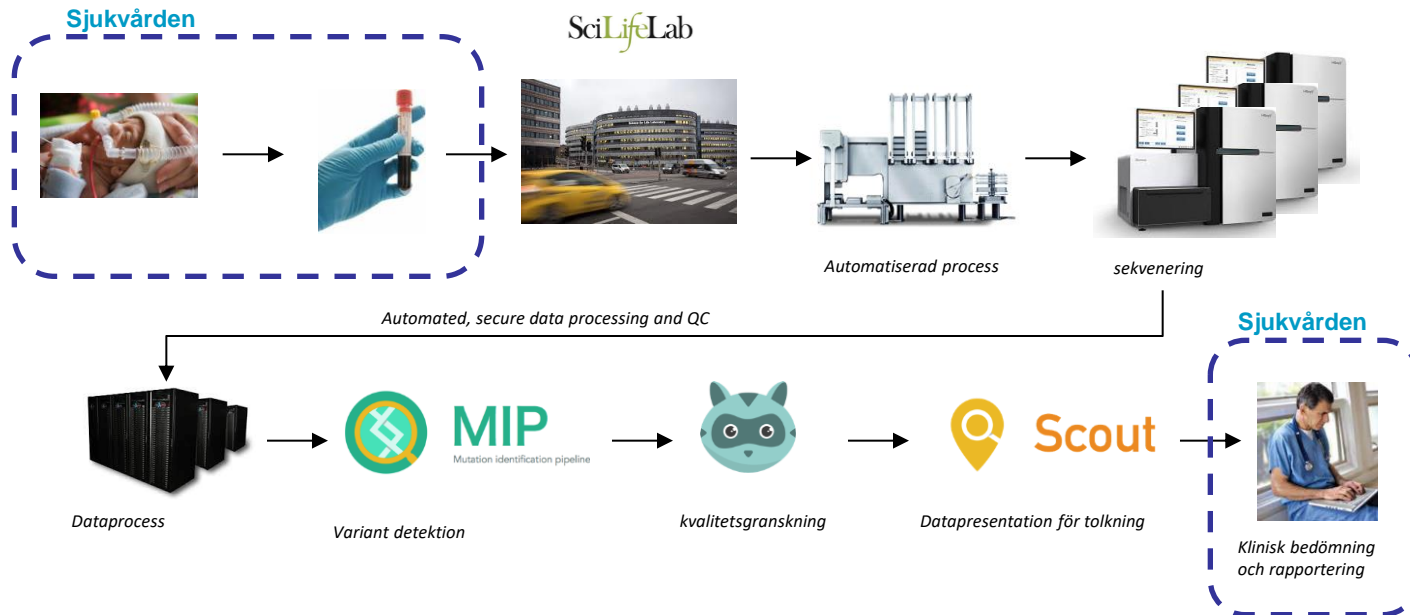 Sjukvården
SciLifeLab
Automatiserad process
sekvenering
Automated, secure data processing and QC
Sjukvården
MIP
Mutation identification pipeline
Scout
Dataprocess
Variant detektion
kvalitetsgranskning
Datapresentation för tolkning
Klinisk bedömning
och rapportering